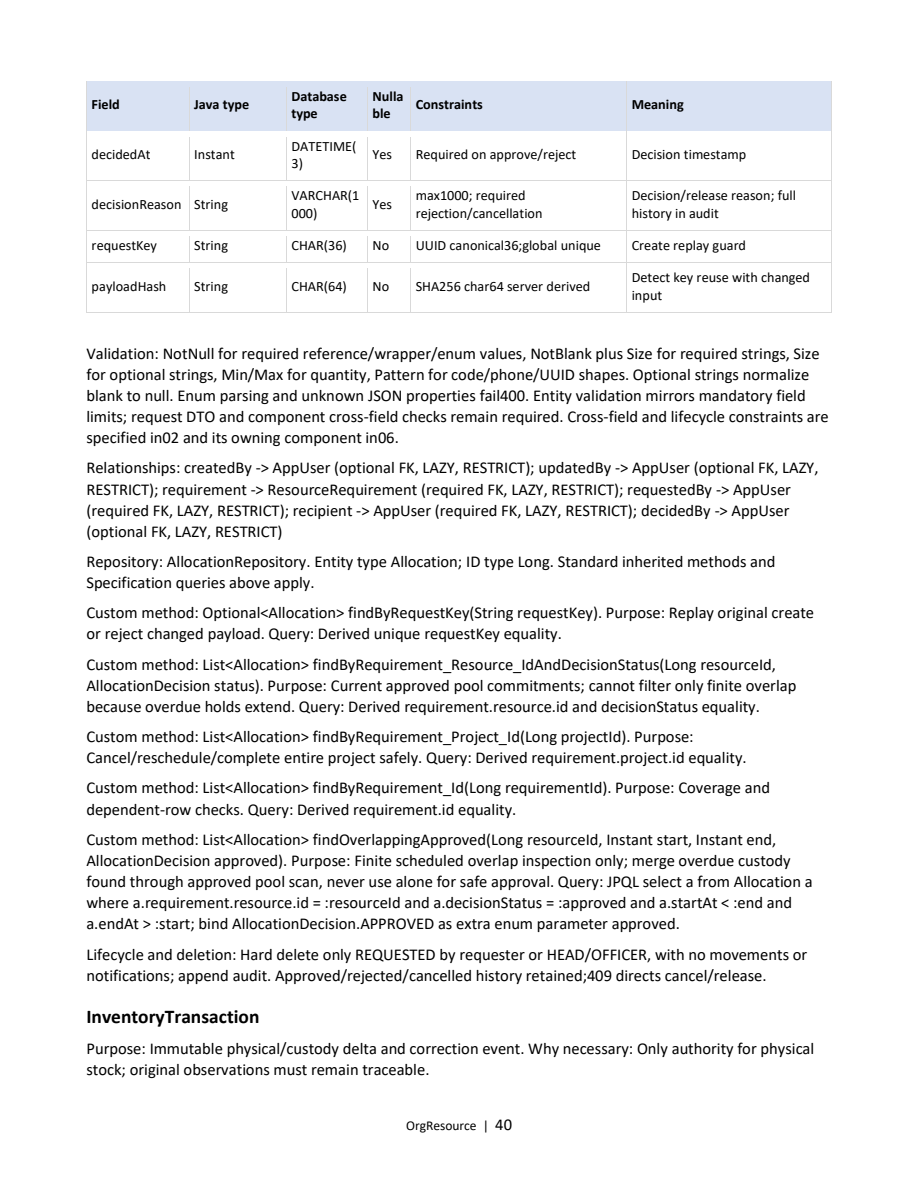 Field Java type Database type Nulla ble Constraints Meaning
decidedAt Instant DATETIME( 3) Yes Required on approve/reject Decision timestamp
decisionReason String VARCHAR(1 000) Yes max1000; required rejection/cancellation Decision/release reason; full history in audit
requestKey String CHAR(36) No UUID canonical36;global unique Create replay guard
payloadHash String CHAR(64) No SHA256 char64 server derived Detect key reuse with changed input
Validation: NotNull for required reference/wrapper/enum values, NotBlank plus Size for required strings, Size
for optional strings, Min/Max for quantity, Pattern for code/phone/UUID shapes. Optional strings normalize
blank to null. Enum parsing and unknown JSON properties fail400. Entity validation mirrors mandatory field
limits; request DTO and component cross-field checks remain required. Cross-field and lifecycle constraints are
specified in02 and its owning component in06.
Relationships: createdBy -> AppUser (optional FK, LAZY, RESTRICT); updatedBy -> AppUser (optional FK, LAZY,
RESTRICT); requirement -> ResourceRequirement (required FK, LAZY, RESTRICT); requestedBy -> AppUser
(required FK, LAZY, RESTRICT); recipient -> AppUser (required FK, LAZY, RESTRICT); decidedBy -> AppUser
(optional FK, LAZY, RESTRICT)
Repository: AllocationRepository. Entity type Allocation; ID type Long. Standard inherited methods and
Specification queries above apply.
Custom method: Optional<Allocation> findByRequestKey(String requestKey). Purpose: Replay original create
or reject changed payload. Query: Derived unique requestKey equality.
Custom method: List<Allocation> findByRequirement_Resource_IdAndDecisionStatus(Long resourceId,
AllocationDecision status). Purpose: Current approved pool commitments; cannot filter only finite overlap
because overdue holds extend. Query: Derived requirement.resource.id and decisionStatus equality.
Custom method: List<Allocation> findByRequirement_Project_Id(Long projectId). Purpose:
Cancel/reschedule/complete entire project safely. Query: Derived requirement.project.id equality.
Custom method: List<Allocation> findByRequirement_Id(Long requirementId). Purpose: Coverage and
dependent-row checks. Query: Derived requirement.id equality.
Custom method: List<Allocation> findOverlappingApproved(Long resourceId, Instant start, Instant end,
AllocationDecision approved). Purpose: Finite scheduled overlap inspection only; merge overdue custody
found through approved pool scan, never use alone for safe approval. Query: JPQL select a from Allocation a
where a.requirement.resource.id = :resourceId and a.decisionStatus = :approved and a.startAt < :end and
a.endAt > :start; bind AllocationDecision.APPROVED as extra enum parameter approved.
Lifecycle and deletion: Hard delete only REQUESTED by requester or HEAD/OFFICER, with no movements or
notifications; append audit. Approved/rejected/cancelled history retained;409 directs cancel/release.
InventoryTransaction
Purpose: Immutable physical/custody delta and correction event. Why necessary: Only authority for physical
stock; original observations must remain traceable.
OrgResource | 40